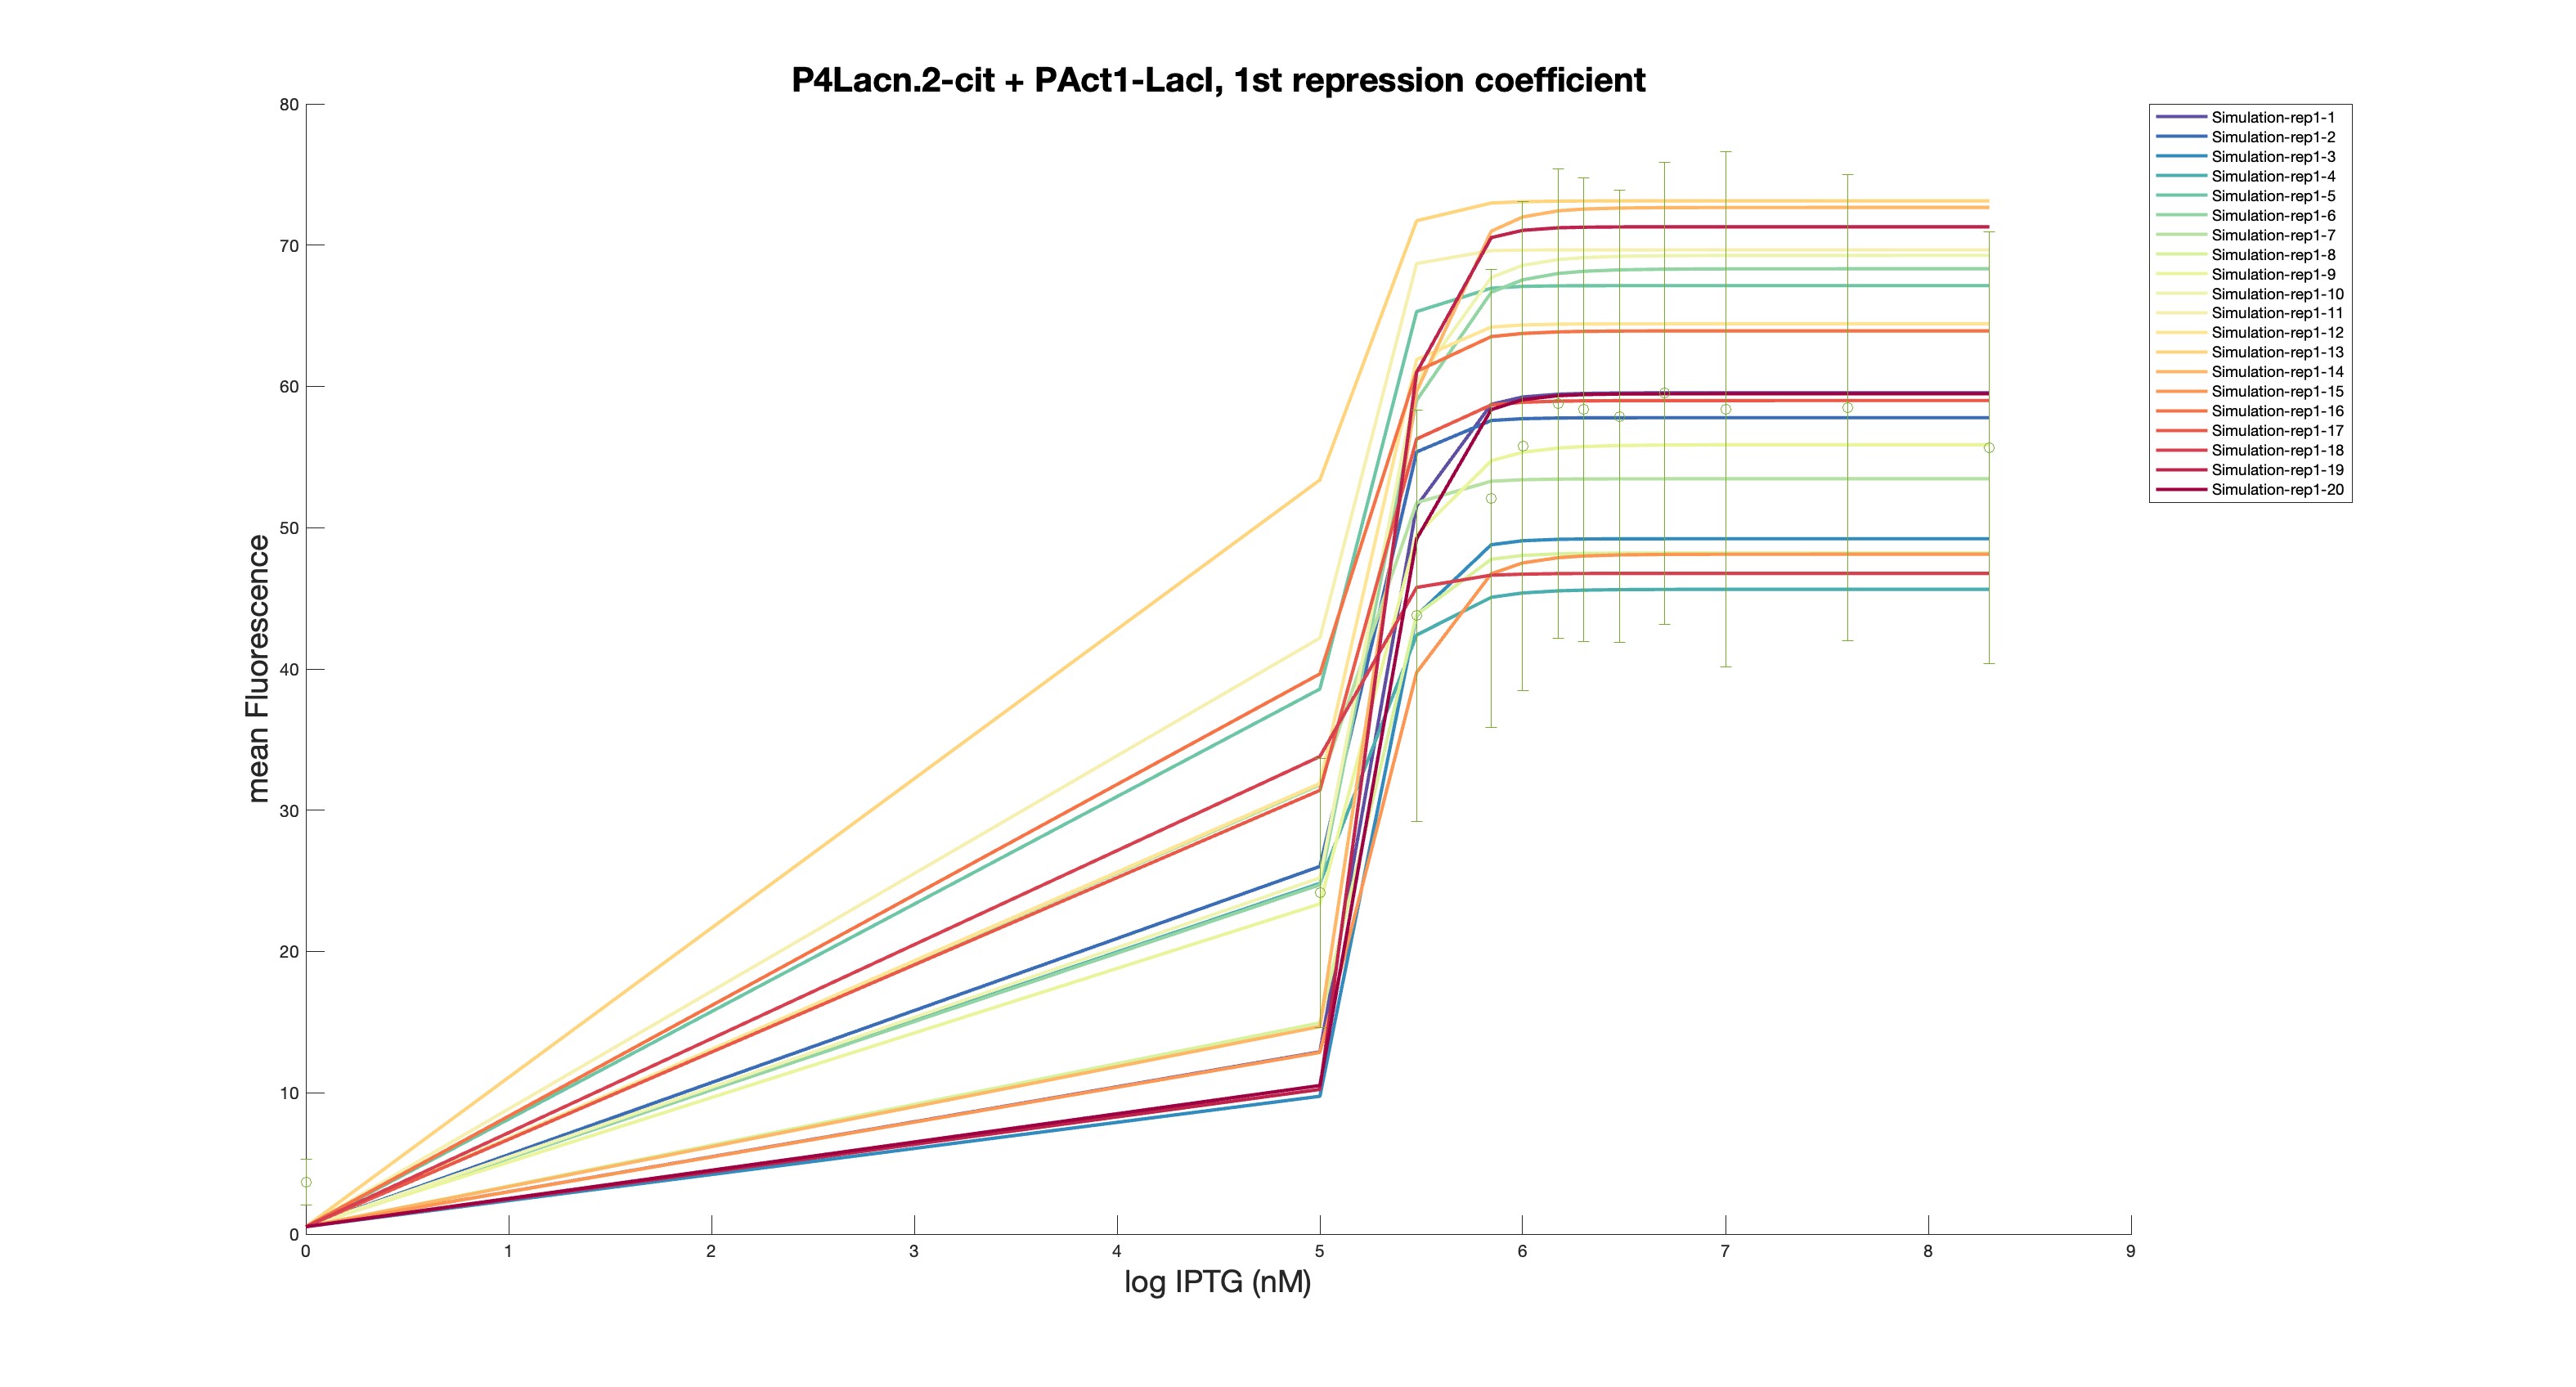 P4Lacn.2-cit + PAct1-LacI, 1st repression coefficient
80
70
60
50
40
30
20
10
0
mean Fluorescence
0 1 2 3 4 5 6 7 8 9
log IPTG (nM)
Simulation-rep1-1
Simulation-rep1-2
Simulation-rep1-3
Simulation-rep1-4
Simulation-rep1-5
Simulation-rep1-6
Simulation-rep1-7
Simulation-rep1-8
Simulation-rep1-9
Simulation-rep1-10
Simulation-rep1-11
Simulation-rep1-12
Simulation-rep1-13
Simulation-rep1-14
Simulation-rep1-15
Simulation-rep1-16
Simulation-rep1-17
Simulation-rep1-18
Simulation-rep1-19
Simulation-rep1-20